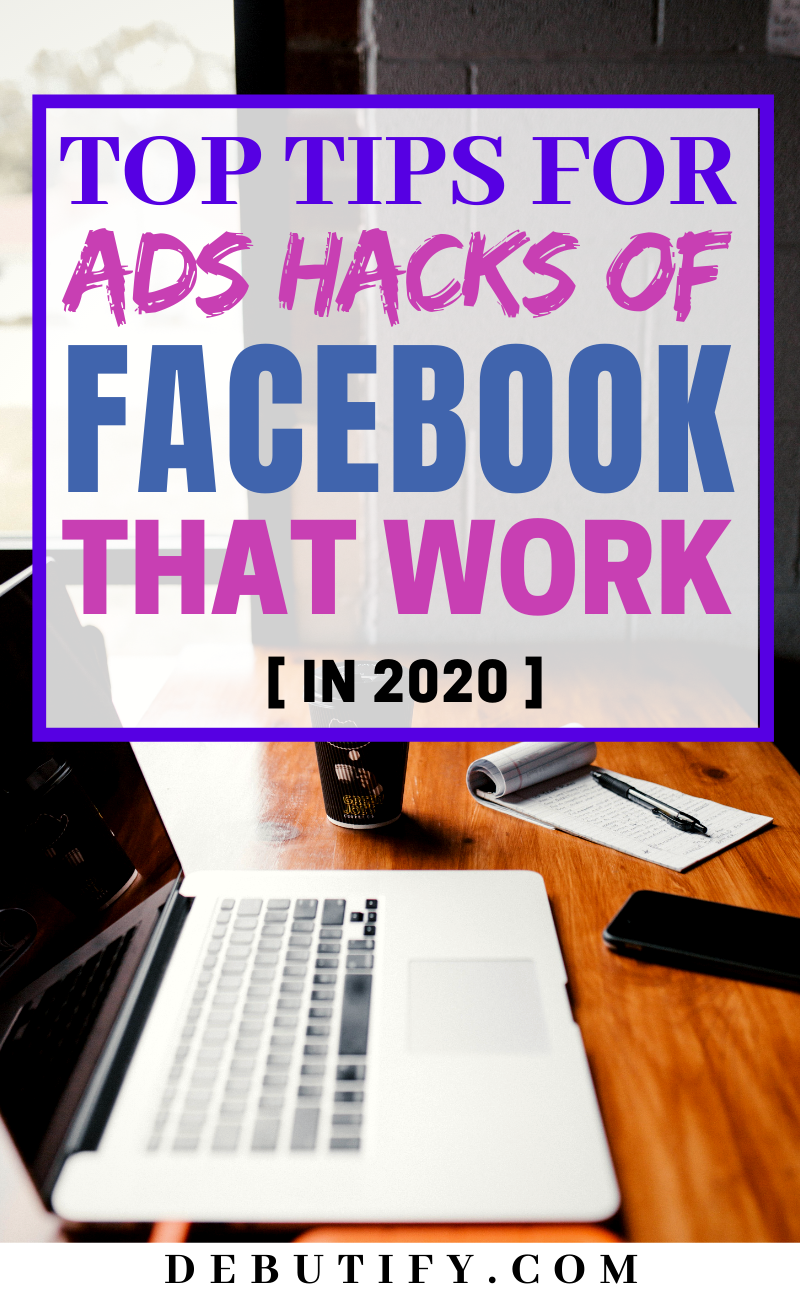 TOP TIPS FOR
ADS HACKS OF
FACEBOOK
THAT WORK
[ IN 2020 ]
DEBUTIFY.COM